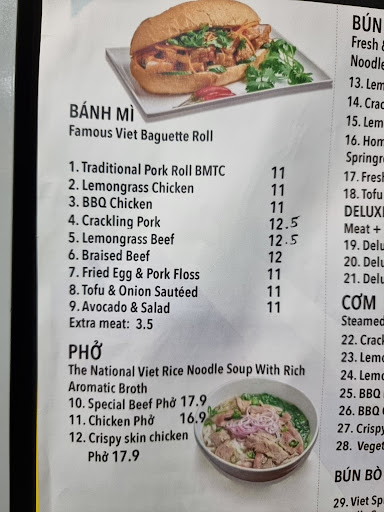 BÁNH MÌ
Famous Viet Baguette Roll
1. Traditional Pork Roll BMTC 11
2. Lemongrass Chicken 11
3. BBQ Chicken 11
4. Crackling Pork 12.5
5. Lemongrass Beef 12.5
6. Braised Beef 12
7. Fried Egg & Pork Floss 11
8. Tofu & Onion Sautéed 11
9. Avocado & Salad 11
Extra meat: 3.5
PHỞ
The National Viet Rice Noodle Soup With Rich
Aromatic Broth
10. Special Beef Phở 17.9
11. Chicken Phở 16.9
12. Crispy skin chicken
Phở 17.9
BÚN
Fresh
Noodle
13. Lem
14. Crac
15. Lem
16. Hom
Springro
17. Fresh
18. Tofu
DELUXE
Meat +
19. Delu
20. Delu
21. Delu
CƠM
Steamed
22. Crack
23. Lemo
24. Lemo
25. BBQ
26. BBQ
27. Crispy
28. Veget
BÚN BÒ
29. Viet Sp